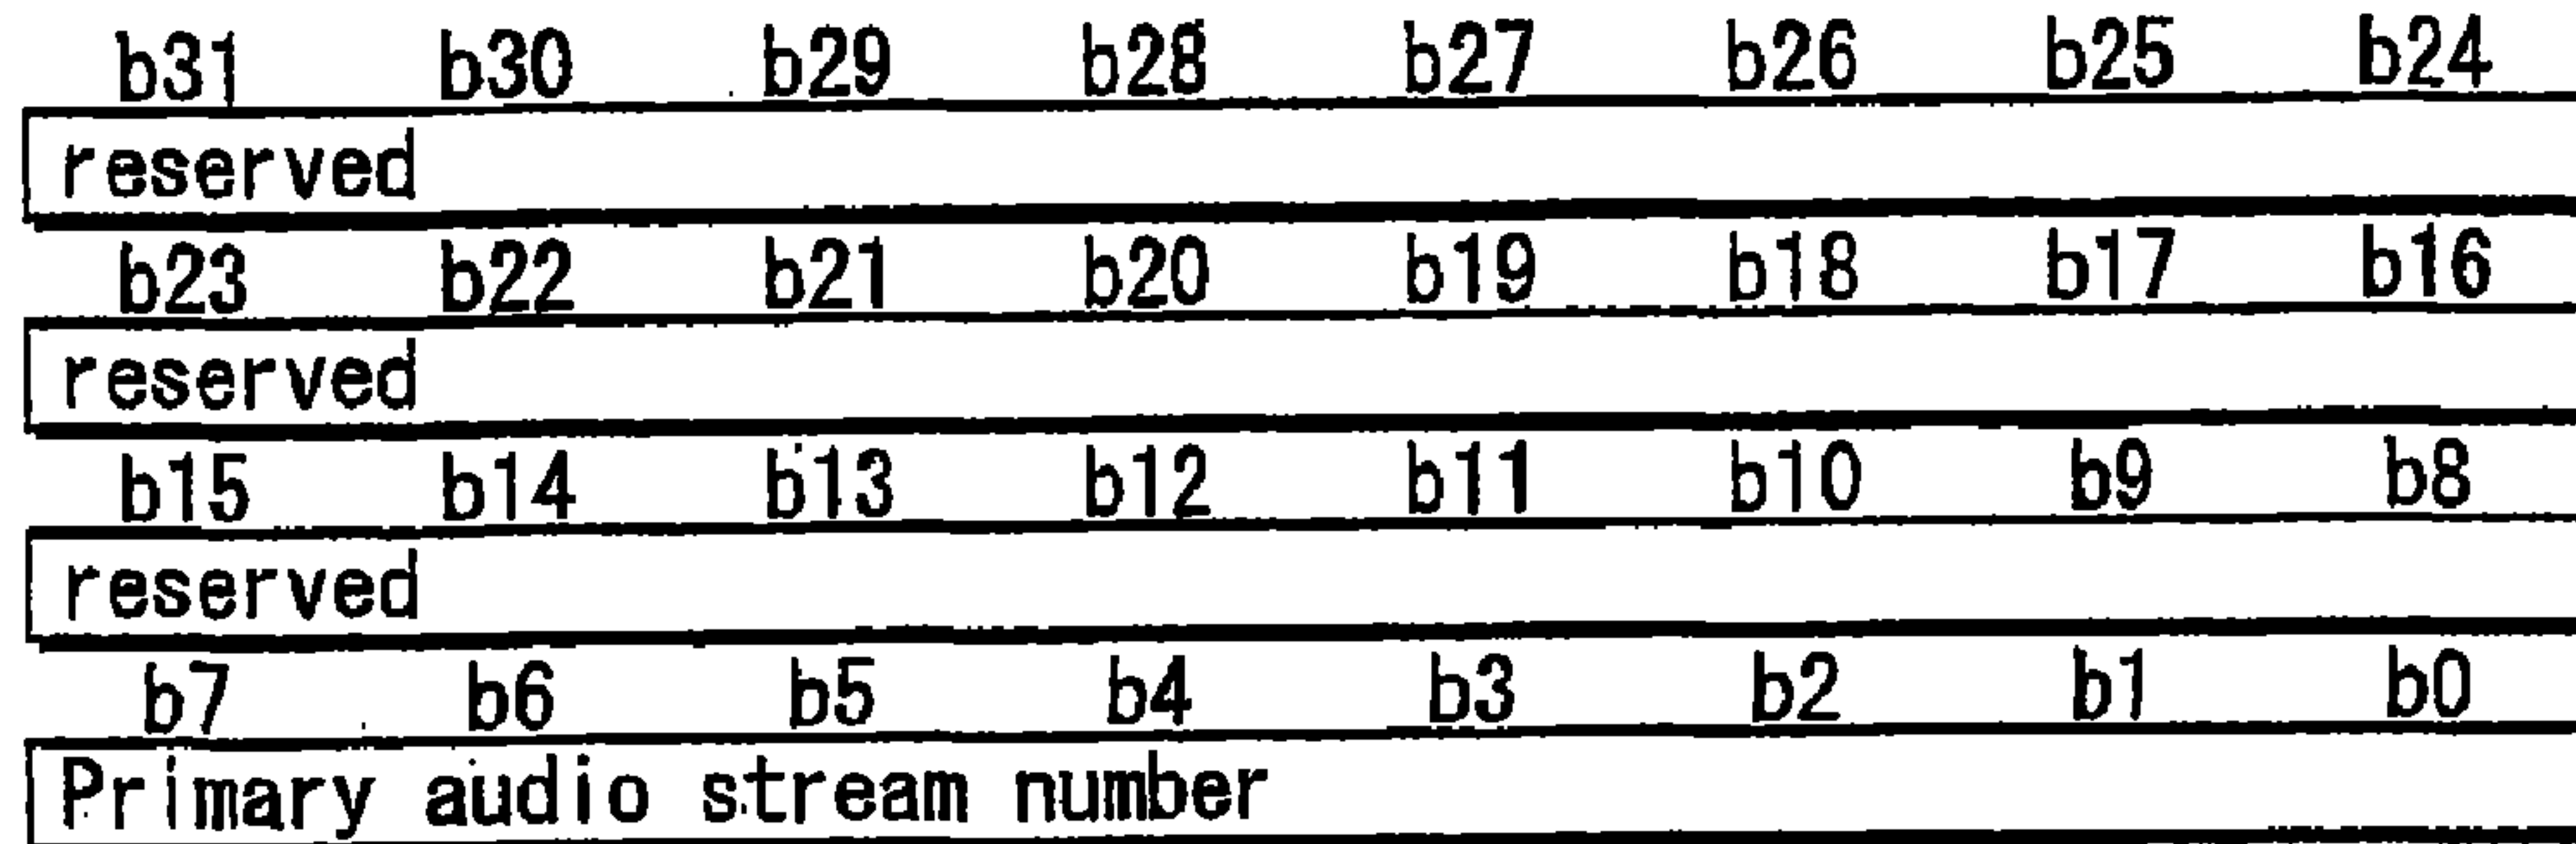 b31 b30 b29 b28 b27 b26 b25 b24
reserved
b23 b22 b21 b20 b19 b18 b17 b16
reserved
b15 b14 b13 b12 b11 b10 b9 b8
reserved
b7 b6 b5 b4 b3 b2 b1 b0
Primary audio stream number